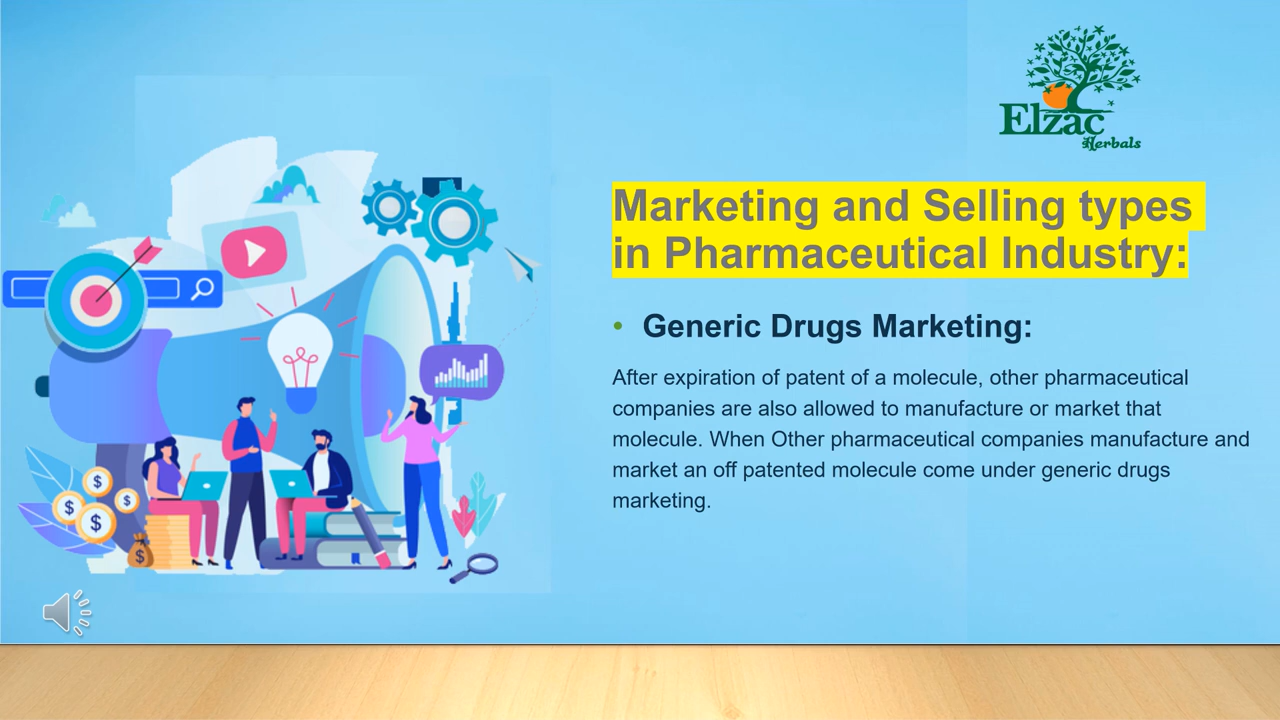 Elzac
Herbals
Marketing and Selling types
in Pharmaceutical Industry:
• Generic Drugs Marketing:
After expiration of patent of a molecule, other pharmaceutical
companies are also allowed to manufacture or market that
molecule. When Other pharmaceutical companies manufacture and
market an off patented molecule come under generic drugs
marketing.
$
$
$
$
$